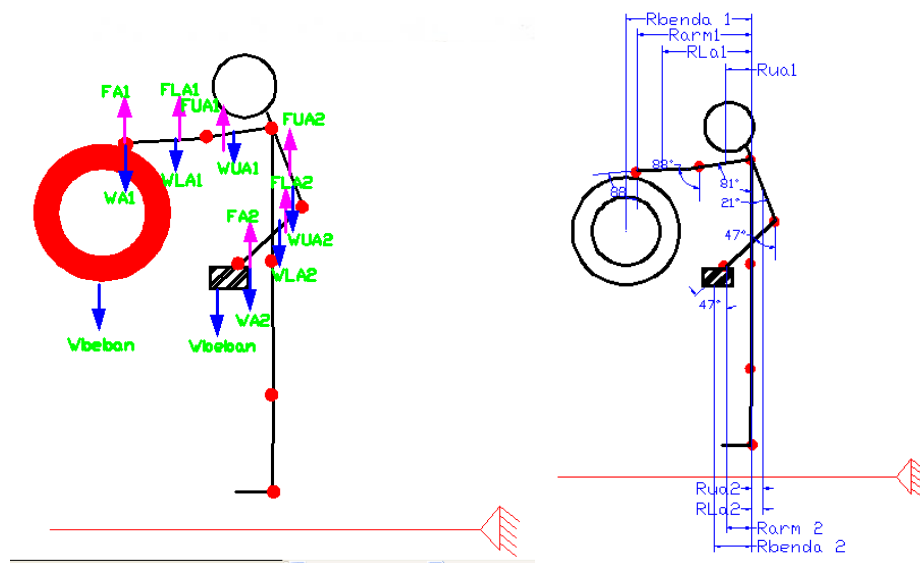 FA1
FLA1
FUA1
FUA2
WUA1
WLA1
WA1
FLA2
FA2
WUA2
WLA2
WA2
Wbeban
Wbeban
Rbenda 1
Rarm1
RLa1
Rua1
88°
88
81°
21°
47°
47°
Rua2
RLa2
Rarm 2
Rbenda 2